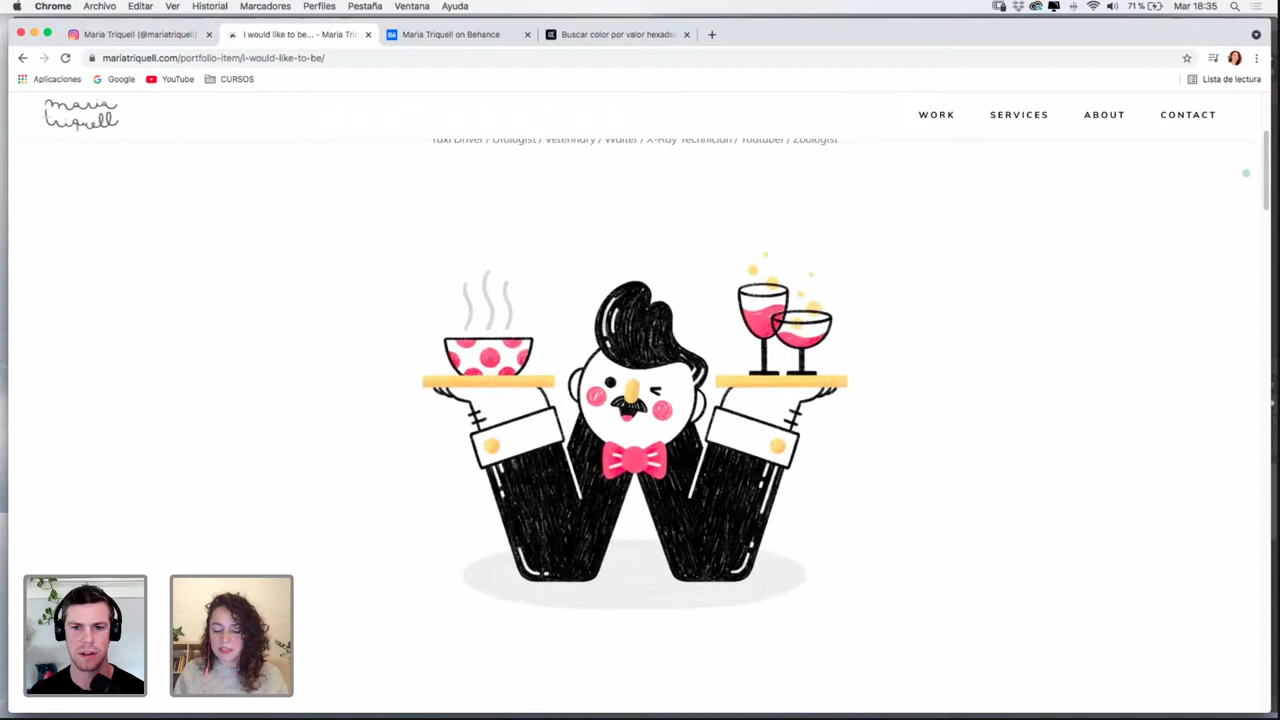 Chrome Archivo Editar Ver Historial Marcadores Perfiles Pestaña Ventana Ayuda 71 % Mar 18:35
Maria Triquell (@mariatriquell) I would like to be... - Maria Triq Maria Triquell on Behance Buscar color por valor hexadec
mariatriquell.com/portfolio-item/i-would-like-to-be/
Aplicaciones Google YouTube CURSOS Lista de lectura
maria triquell WORK SERVICES ABOUT CONTACT
Taxi Driver / Urologist / Veterinary / Waiter / X-Ray Technician / Youtuber / Zoologist